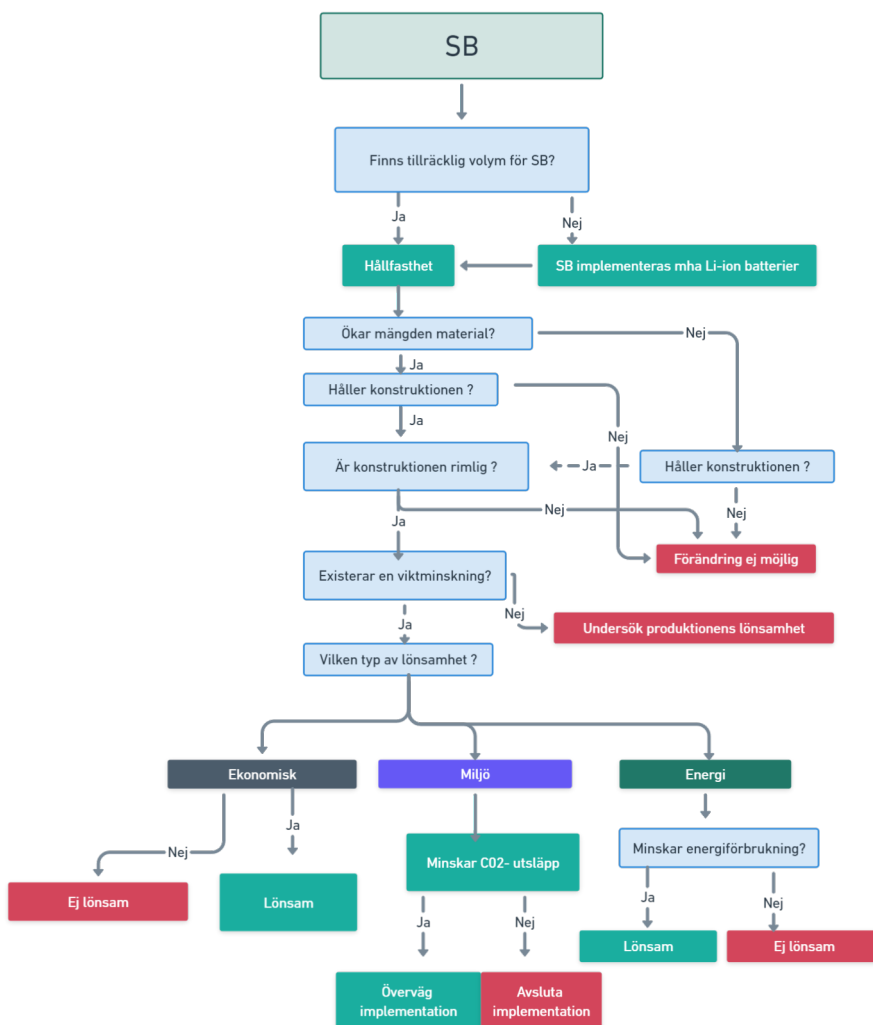 SB
Finns tillräcklig volym för SB?
Ja
Nej
Hållfasthet
SB implementeras mha Li-ion batterier
Ökar mängden material?
Nej
Ja
Håller konstruktionen ?
Ja
Nej
Är konstruktionen rimlig ?
Ja
Håller konstruktionen ?
Nej
Nej
Ja
Förändring ej möjlig
Existerar en viktminskning?
Nej
Ja
Undersök produktionens lönsamhet
Vilken typ av lönsamhet ?
Ekonomisk
Miljö
Energi
Nej
Ja
Minskar C02- utsläpp
Minskar energiförbrukning?
Ej lönsam
Lönsam
Ja
Nej
Ja
Nej
Lönsam
Ej lönsam
Överväg
implementation
Avsluta
implementation